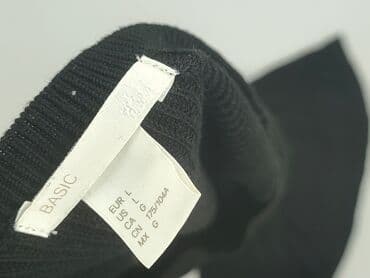 BASIC
EUR L
US L
CA G
CN 175/104A
MX G